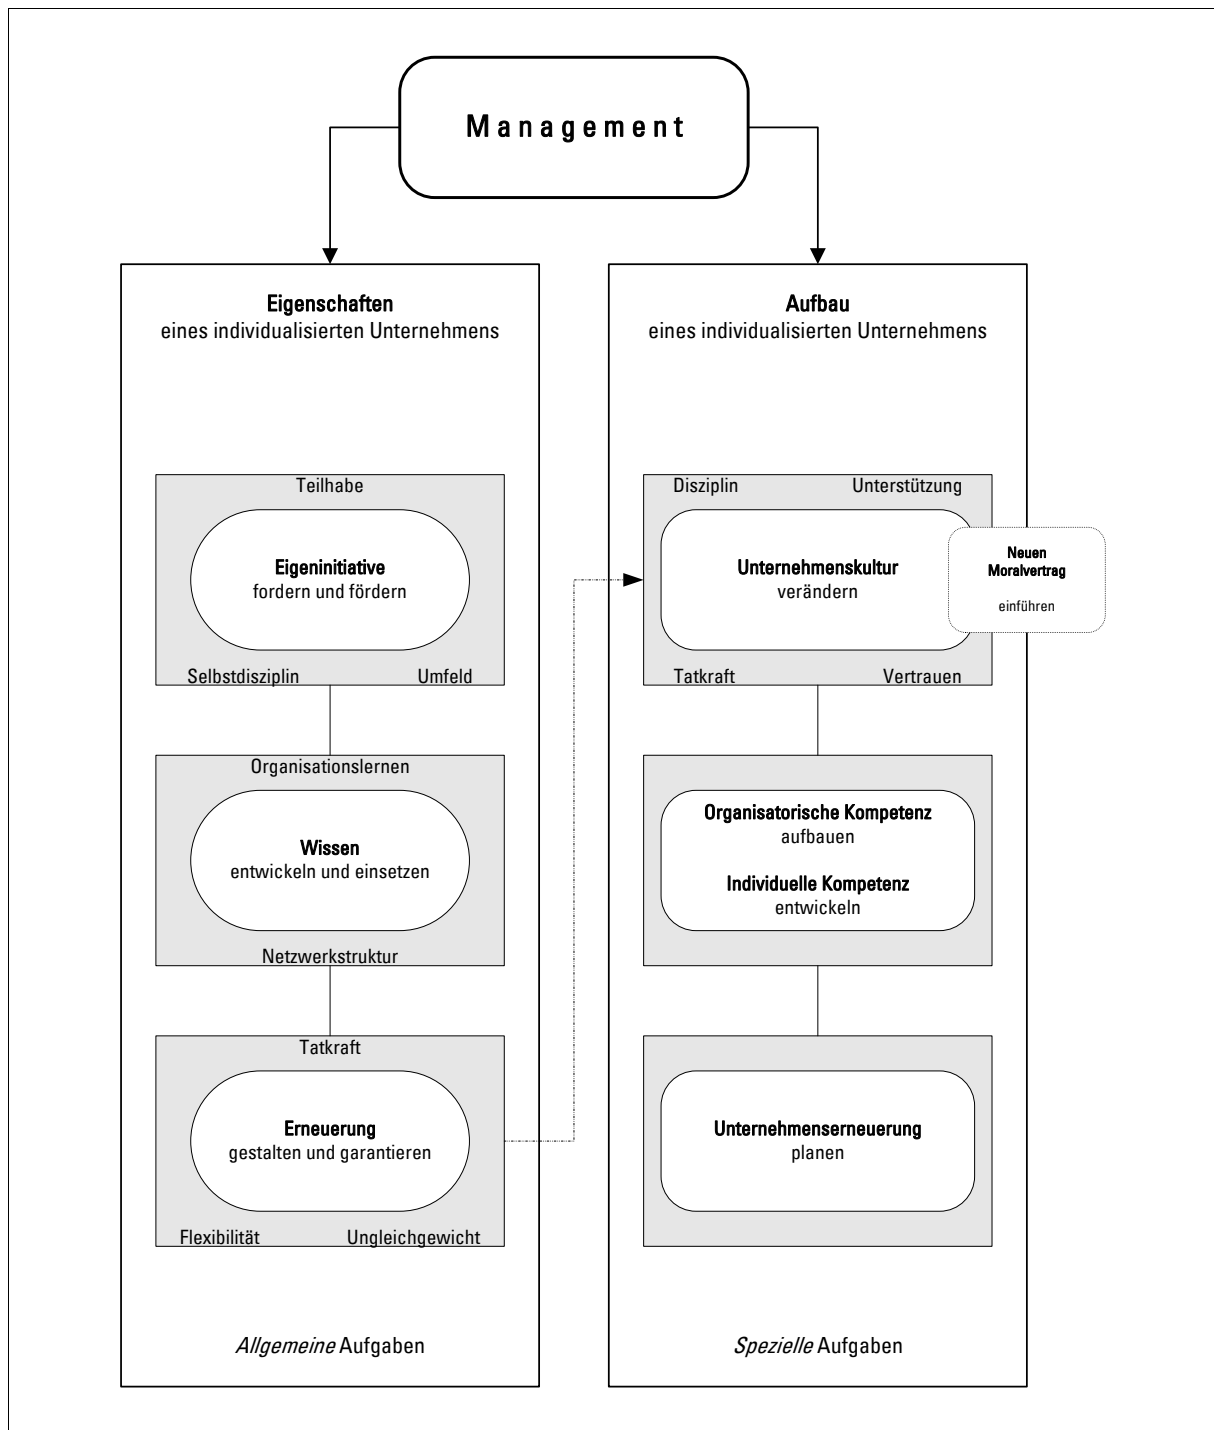 Management
Eigenschaften
eines individualisierten Unternehmens
Teilhabe
Eigeninitiative
fordern und fördern
Selbstdisziplin Umfeld
Organisationslernen
Wissen
entwickeln und einsetzen
Netzwerkstruktur
Tatkraft
Erneuerung
gestalten und garantieren
Flexibilität Ungleichgewicht
Allgemeine Aufgaben
Aufbau
eines individualisierten Unternehmens
Disziplin Unterstützung
Unternehmenskultur
verändern
Neuen
Moralvertrag
einführen
Tatkraft Vertrauen
Organisatorische Kompetenz
aufbauen
Individuelle Kompetenz
entwickeln
Unternehmenserneuerung
planen
Spezielle Aufgaben